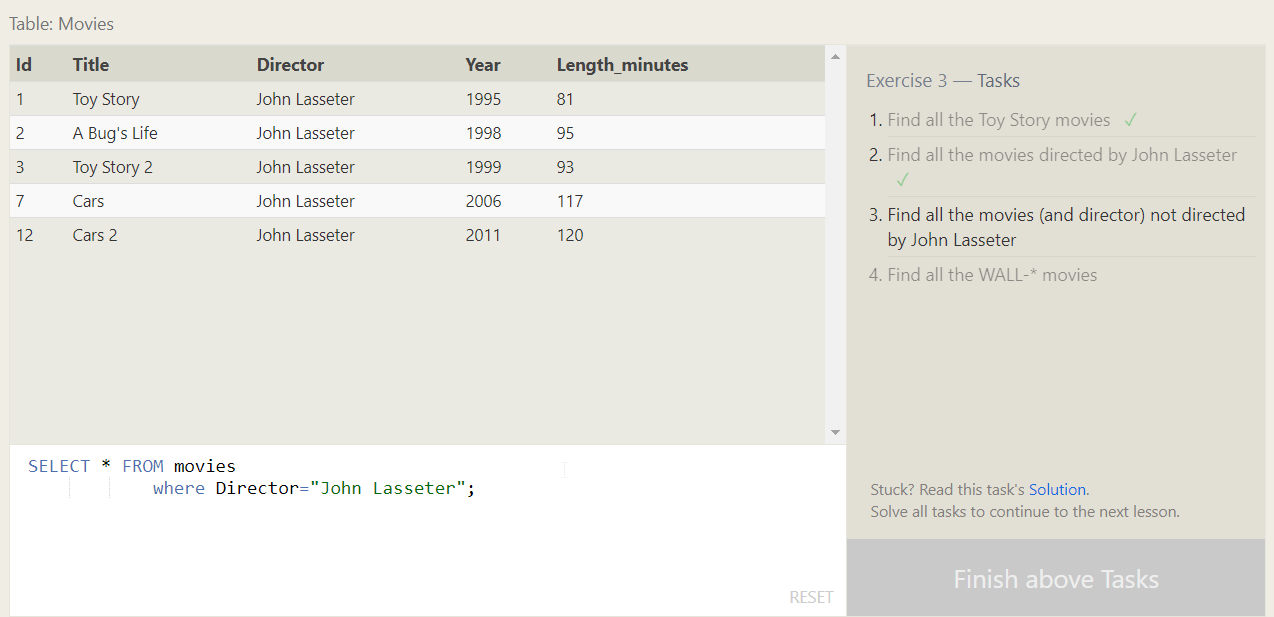 Table: Movies
Id Title Director Year Length_minutes
1 Toy Story John Lasseter 1995 81
2 A Bug's Life John Lasseter 1998 95
3 Toy Story 2 John Lasseter 1999 93
7 Cars John Lasseter 2006 117
12 Cars 2 John Lasseter 2011 120
SELECT * FROM movies
where Director="John Lasseter";
RESET
Exercise 3 — Tasks
1. Find all the Toy Story movies ✓
2. Find all the movies directed by John Lasseter
✓
3. Find all the movies (and director) not directed
by John Lasseter
4. Find all the WALL-* movies
Stuck? Read this task's Solution.
Solve all tasks to continue to the next lesson.
Finish above Tasks